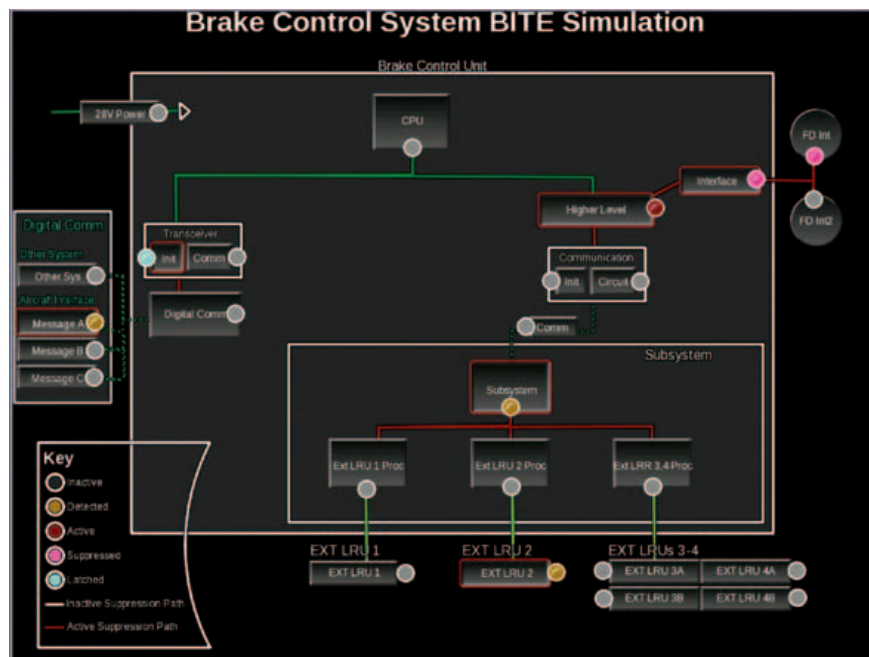 Brake Control System BITE Simulation
Brake Control Unit
28V Power
CPU
FD Int
Interface
Higher Level
FD Int2
Digital Comm
Transceiver
Init
Comm
Communication
Init
Circuit
Other System
Other Sys
Aircraft Interface
Message A
Message B
Message C
Digital Comm
Comm
Subsystem
Subsystem
Ext LRU 1 Proc
Ext LRU 2 Proc
Ext LRR 3,4 Proc
Key
Inactive
Detected
Active
Suppressed
Latched
Inactive Suppression Path
Active Suppression Path
EXT LRU 1
EXT LRU 2
EXT LRUs 3-4
EXT LRU 1
EXT LRU 2
EXT LRU 3A
EXT LRU 4A
EXT LRU 3B
EXT LRU 4B